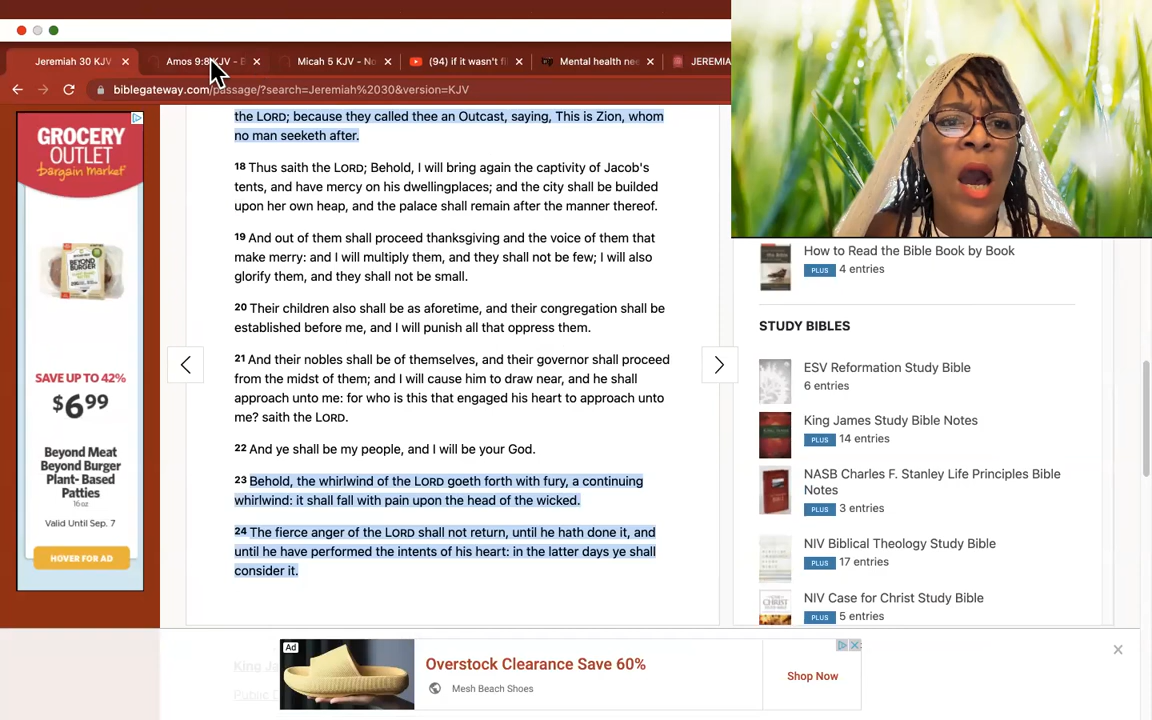 Jeremiah 30 KJV
Amos 9:8 KJV - B
Micah 5 KJV - No
(94) if it wasn't f
Mental health ne
JEREMIA
biblegateway.com/passage/?search=Jeremiah%2030&version=KJV
GROCERY
OUTLET
bargain market
BEYOND
BURGER
SAVE UP TO 42%
$6.99
Beyond Meat
Beyond Burger
Plant- Based
Patties
16oz
Valid Until Sep. 7
HOVER FOR AD
the LORD; because they called thee an Outcast, saying, This is Zion, whom
no man seeketh after.
18 Thus saith the LORD; Behold, I will bring again the captivity of Jacob's
tents, and have mercy on his dwellingplaces; and the city shall be builded
upon her own heap, and the palace shall remain after the manner thereof.
19 And out of them shall proceed thanksgiving and the voice of them that
make merry: and I will multiply them, and they shall not be few; I will also
glorify them, and they shall not be small.
20 Their children also shall be as aforetime, and their congregation shall be
established before me, and I will punish all that oppress them.
21 And their nobles shall be of themselves, and their governor shall proceed
from the midst of them; and I will cause him to draw near, and he shall
approach unto me: for who is this that engaged his heart to approach unto
me? saith the LORD.
22 And ye shall be my people, and I will be your God.
23 Behold, the whirlwind of the LORD goeth forth with fury, a continuing
whirlwind: it shall fall with pain upon the head of the wicked.
24 The fierce anger of the LORD shall not return, until he hath done it, and
until he have performed the intents of his heart: in the latter days ye shall
consider it.
How to Read the Bible Book by Book
PLUS 4 entries
STUDY BIBLES
ESV Reformation Study Bible
6 entries
King James Study Bible Notes
PLUS 14 entries
NASB Charles F. Stanley Life Principles Bible
Notes
PLUS 3 entries
NIV Biblical Theology Study Bible
PLUS 17 entries
NIV Case for Christ Study Bible
PLUS 5 entries
King Ja
Public D
Ad
Overstock Clearance Save 60%
Mesh Beach Shoes
Shop Now